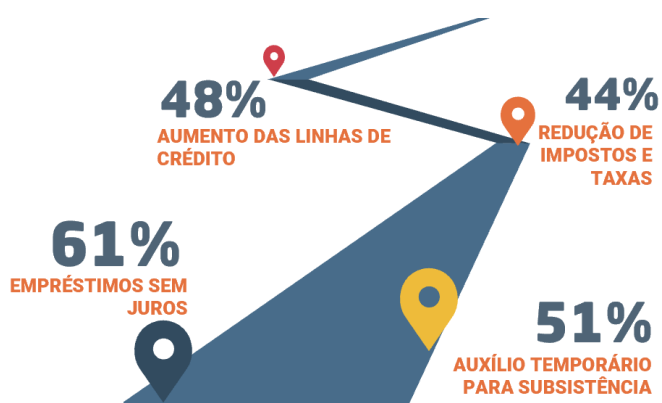 48%
AUMENTO DAS LINHAS DE
CRÉDITO
44%
REDUÇÃO DE
IMPOSTOS E
TAXAS
61%
EMPRÉSTIMOS SEM
JUROS
51%
AUXÍLIO TEMPORÁRIO
PARA SUBSISTÊNCIA